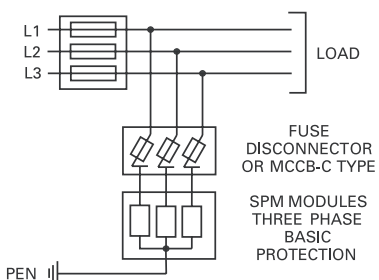 L1
L2
L3
LOAD
FUSE
DISCONNECTOR
OR MCCB-C TYPE
SPM MODULES
THREE PHASE
BASIC
PROTECTION
PEN